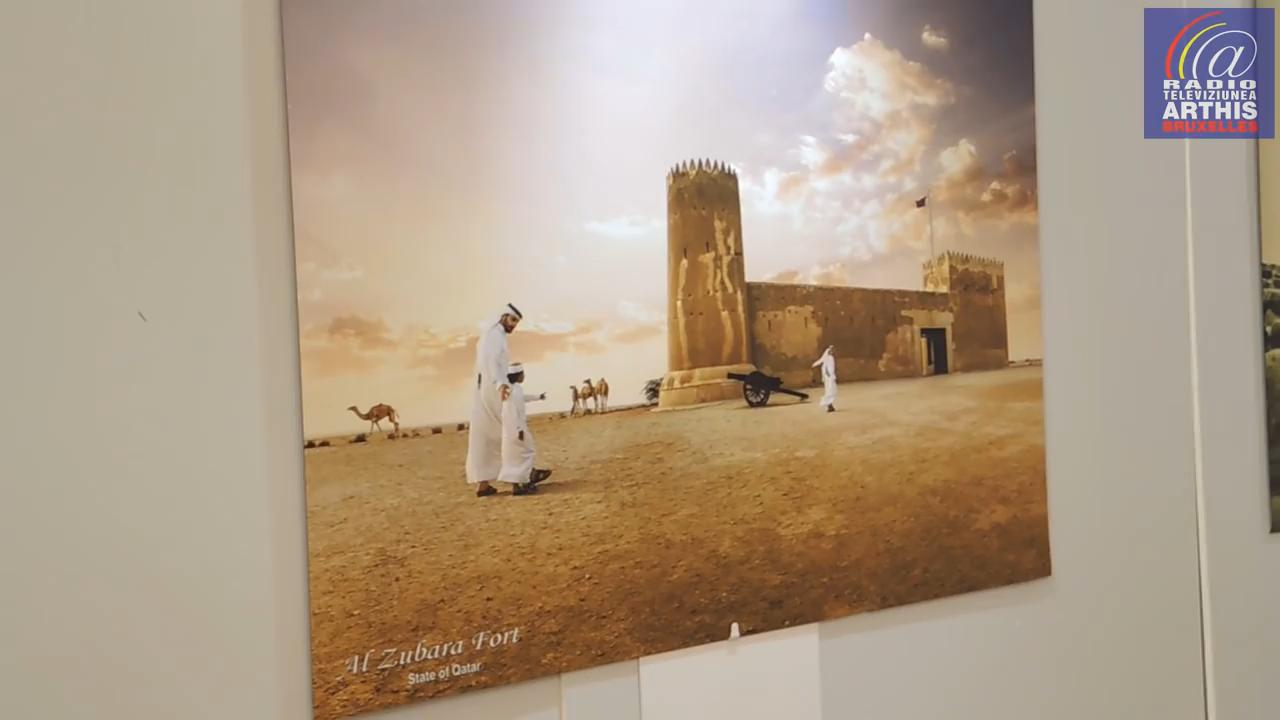 @
RADIO
TELEVIZIUNEA
ARTHIS
BRUXELLES
Al Zubara Fort
State of Qatar